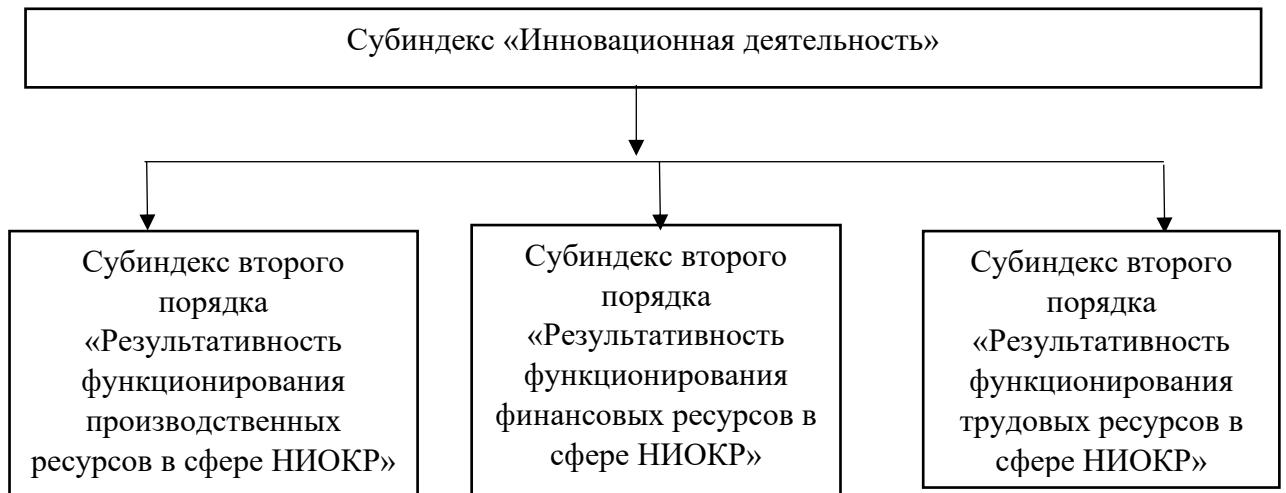 Субиндекс «Инновационная деятельность»
Субиндекс второго
порядка
«Результативность
функционирования
производственных
ресурсов в сфере НИОКР»
Субиндекс второго
порядка
«Результативность
функционирования
финансовых ресурсов в
сфере НИОКР»
Субиндекс второго
порядка
«Результативность
функционирования
трудовых ресурсов в
сфере НИОКР»